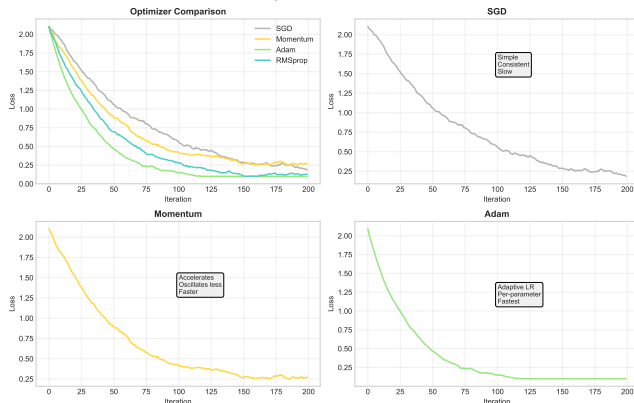 Optimizer Comparison
Loss
2.00
1.75
1.50
1.25
1.00
0.75
0.50
0.25
0.00
0 25 50 75 100 125 150 175 200
Iteration
SGD
Momentum
Adam
RMSprop
SGD
Loss
2.00
1.75
1.50
1.25
1.00
0.75
0.50
0.25
0 25 50 75 100 125 150 175 200
Iteration
Simple
Consistent
Slow
Momentum
Loss
2.00
1.75
1.50
1.25
1.00
0.75
0.50
0.25
0 25 50 75 100 125 150 175 200
Iteration
Accelerates
Oscillates less
Faster
Adam
Loss
2.00
1.75
1.50
1.25
1.00
0.75
0.50
0.25
0 25 50 75 100 125 150 175 200
Iteration
Adaptive LR
Per-parameter
Fastest